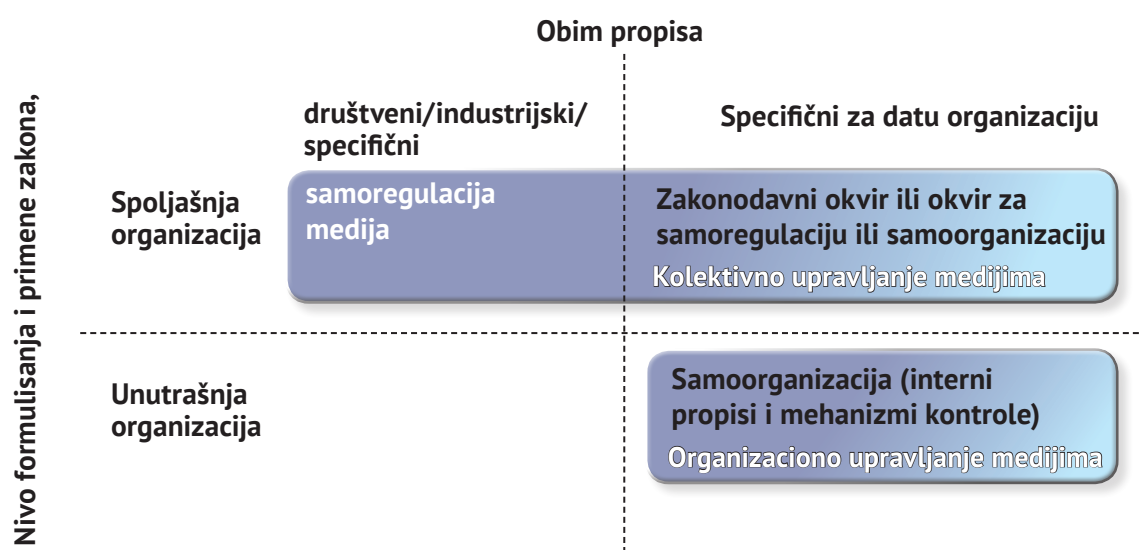 Obim propisa
Nivo formulisanja i primene zakona,
društveni/industrijski/
specifični
Specifični za datu organizaciju
Spoljašnja
organizacija
samoregulacija
medija
Zakonodavni okvir ili okvir za
samoregulaciju ili samoorganizaciju
Kolektivno upravljanje medijima
Unutrašnja
organizacija
Samoorganizacija (interni
propisi i mehanizmi kontrole)
Organizaciono upravljanje medijima